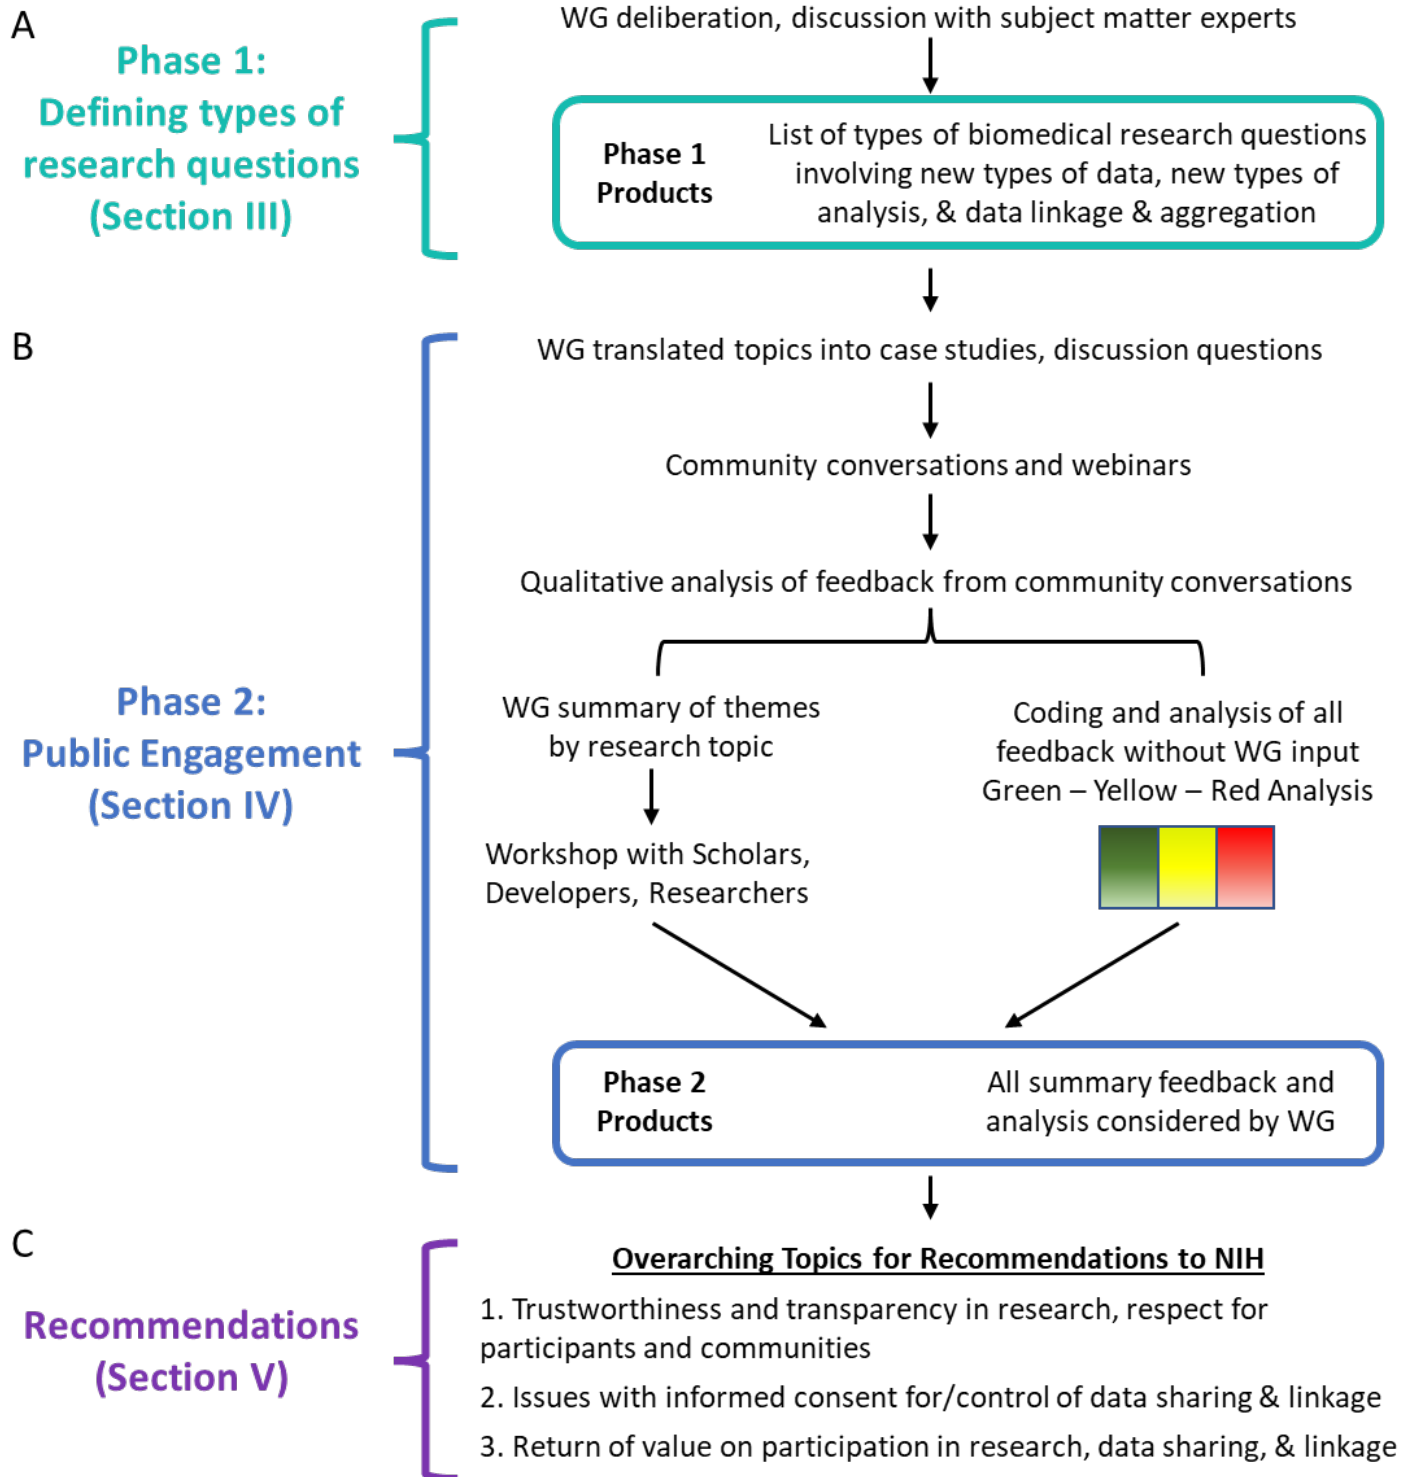 A
Phase 1:
Defining types of
research questions
(Section III)
WG deliberation, discussion with subject matter experts
Phase 1
Products
List of types of biomedical research questions
involving new types of data, new types of
analysis, & data linkage & aggregation
B
Phase 2:
Public Engagement
(Section IV)
WG translated topics into case studies, discussion questions
Community conversations and webinars
Qualitative analysis of feedback from community conversations
WG summary of themes
by research topic
Workshop with Scholars,
Developers, Researchers
Coding and analysis of all
feedback without WG input
Green – Yellow – Red Analysis
Phase 2
Products
All summary feedback and
analysis considered by WG
C
Recommendations
(Section V)
Overarching Topics for Recommendations to NIH
1. Trustworthiness and transparency in research, respect for
participants and communities
2. Issues with informed consent for/control of data sharing & linkage
3. Return of value on participation in research, data sharing, & linkage